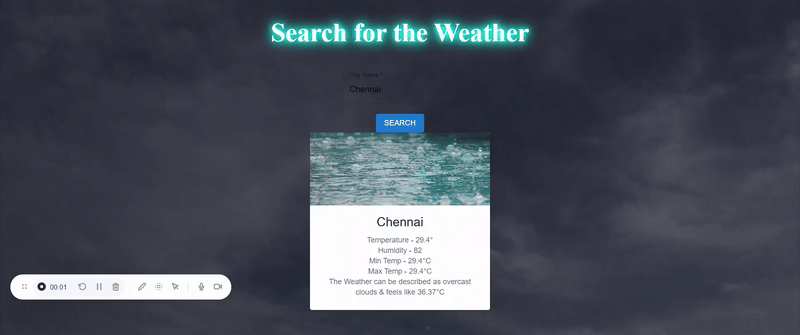 Search for the Weather
City Name *
Chennai
SEARCH
Chennai
Temperature - 29.4°
Humidity - 82
Min Temp - 29.4°C
Max Temp - 29.4°C
The Weather can be described as overcast
clouds & feels like 36.37°C
00:01